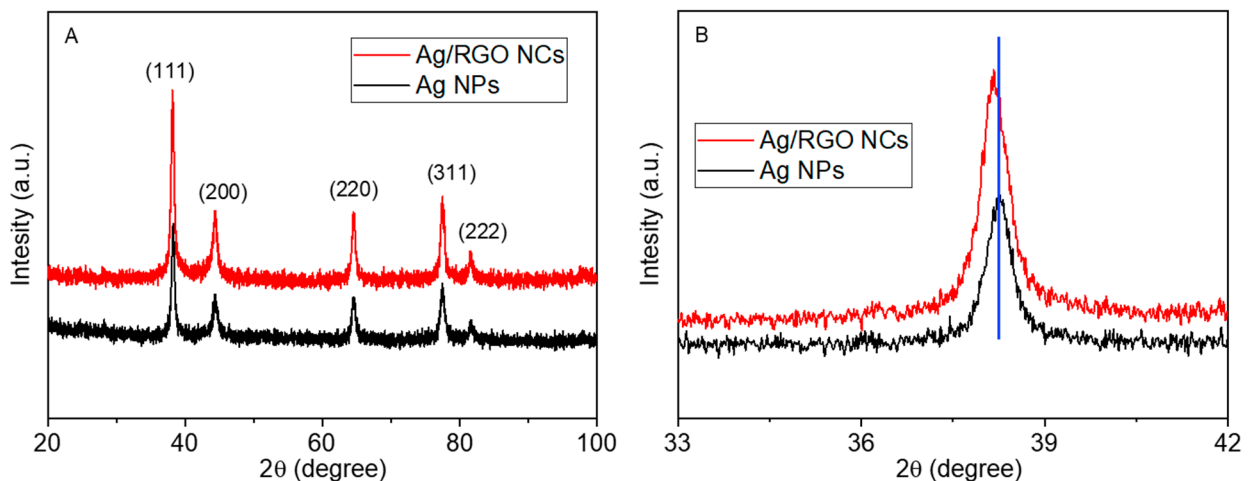 A
Ag/RGO NCs
Ag NPs
(111)
(200)
(220)
(311)
(222)
Intesity (a.u.)
20 40 60 80 100
2θ (degree)
B
Ag/RGO NCs
Ag NPs
Intesity (a.u.)
33 36 39 42
2θ (degree)